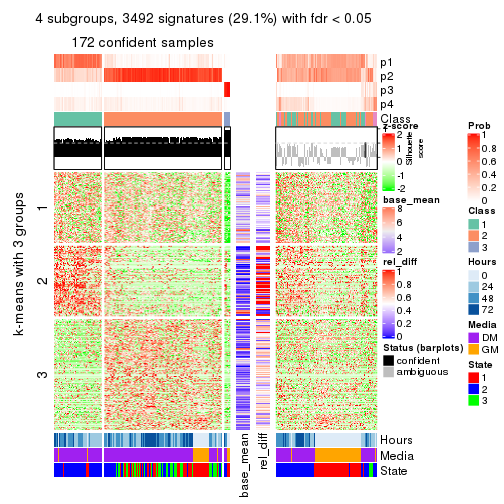 4 subgroups, 3492 signatures (29.1%) with fdr < 0.05
172 confident samples
p1
p2
p3
p4
Class
Silhouette
score
k-means with 3 groups
1
2
3
base_mean
rel_diff
Hours
Media
State
z-score
2
1
0
-1
-2
base_mean
8
6
4
2
rel_diff
1
0.8
0.6
0.4
0.2
0
Status (barplots)
confident
ambiguous
Prob
1
0.8
0.6
0.4
0.2
0
Class
1
2
3
Hours
0
24
48
72
Media
DM
GM
State
1
2
3